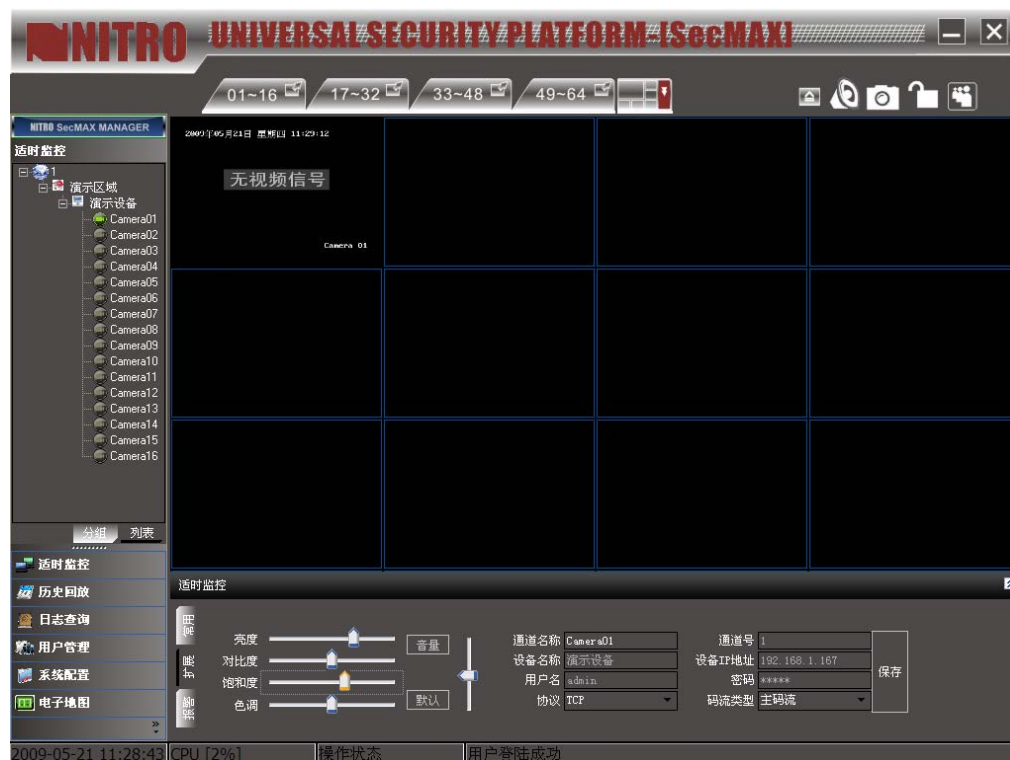 NITRO
UNIVERSAL SECURITY PLATFORM-[SecMAX]
01~16
17~32
33~48
49~64
NITRO SecMAX MANAGER
适时监控
1
演示区域
演示设备
Camera01
Camera02
Camera03
Camera04
Camera05
Camera06
Camera07
Camera08
Camera09
Camera10
Camera11
Camera12
Camera13
Camera14
Camera15
Camera16
分组 列表
2009年05月21日 星期四 11:29:12
无视频信号
Camera 01
适时监控
历史回放
日志查询
用户管理
系统配置
电子地图
»
适时监控
常用
亮度
对比度
饱和度
色调
音量
默认
通道名称 Camera01
设备名称 演示设备
用户名 admin
协议 TCP
通道号 1
设备IP地址 192.168.1.167
密码 *****
码流类型 主码流
保存
2009-05-21 11:28:43 CPU [2%] 操作状态 用户登陆成功